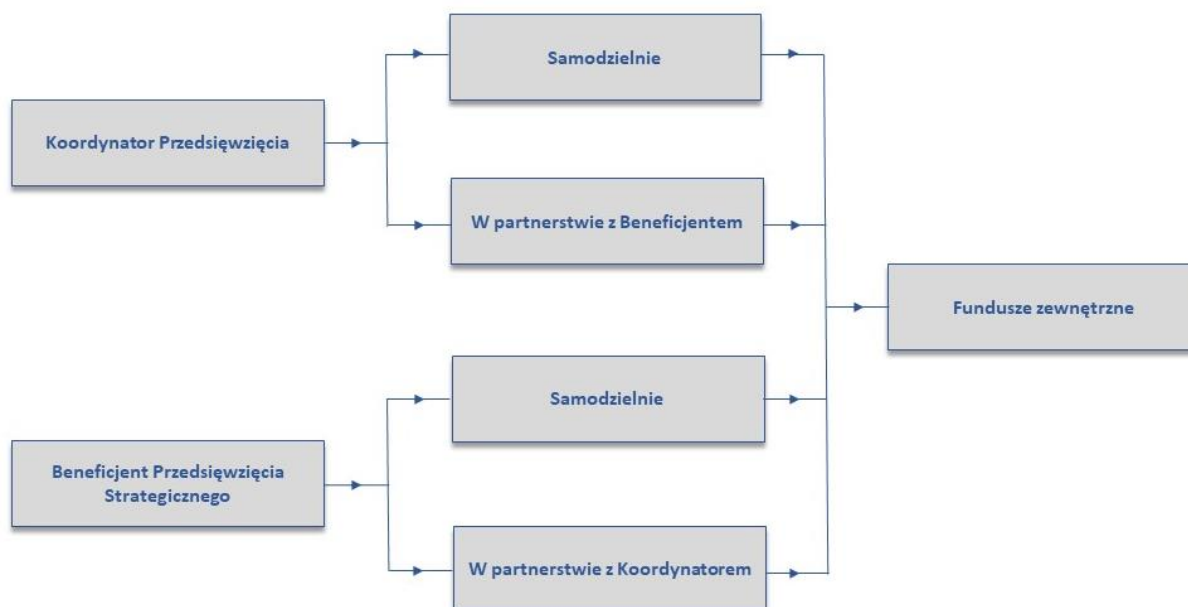 Samodzielnie
Koordynator Przedsięwzięcia
W partnerstwie z Beneficjentem
Fundusze zewnętrzne
Samodzielnie
Beneficjent Przedsięwzięcia
Strategicznego
W partnerstwie z Koordynatorem